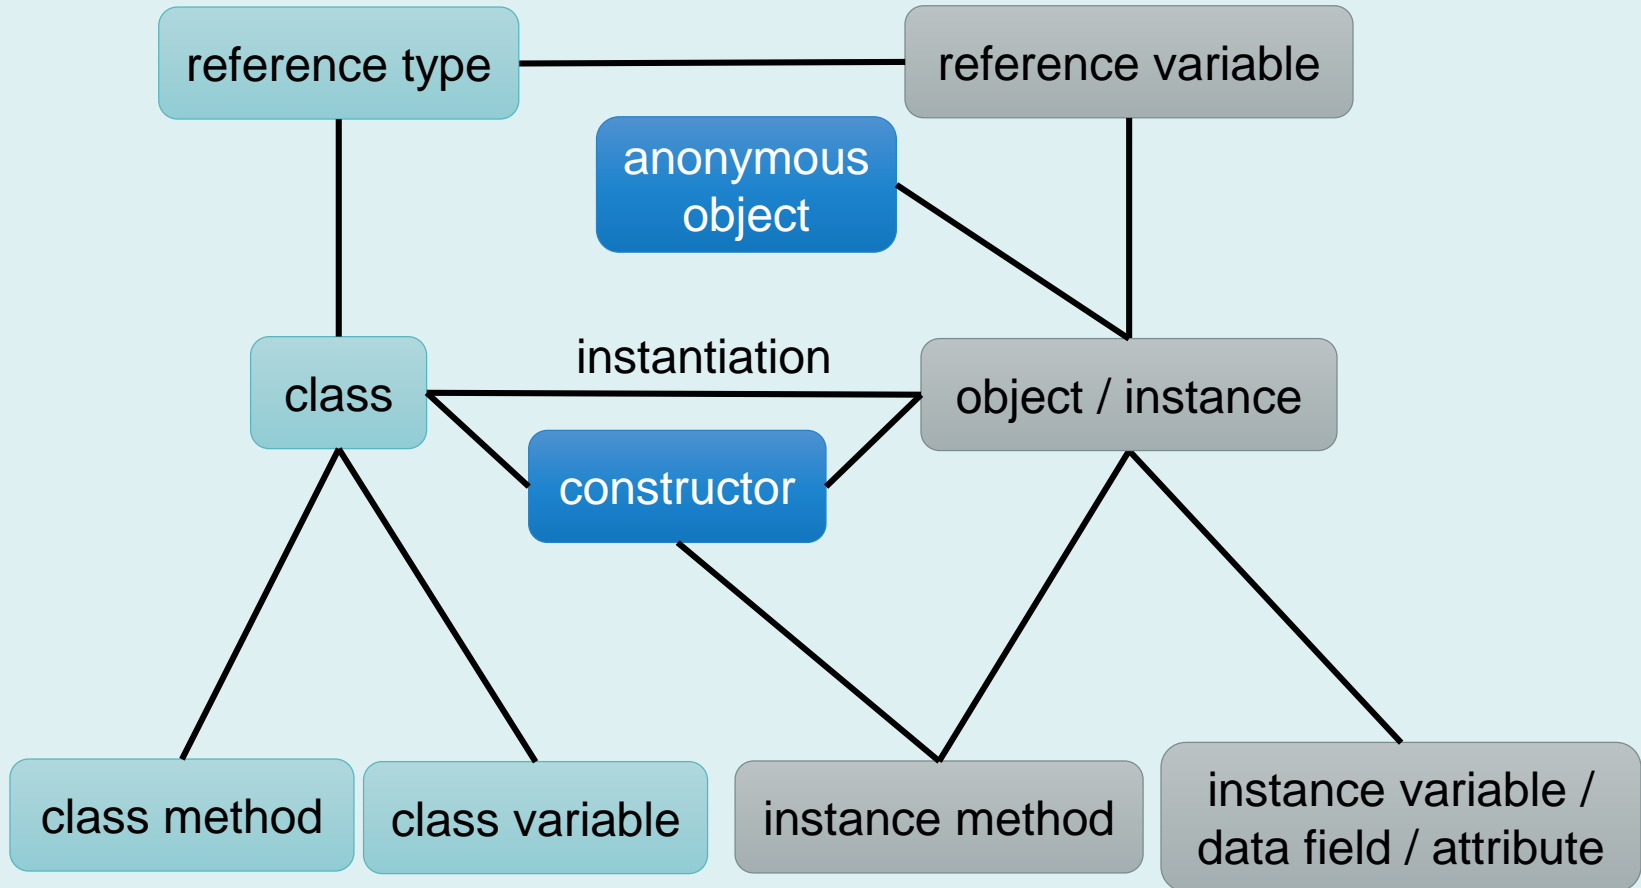 reference type
reference variable
anonymous
object
instantiation
class
object / instance
constructor
class method
class variable
instance method
instance variable /
data field / attribute